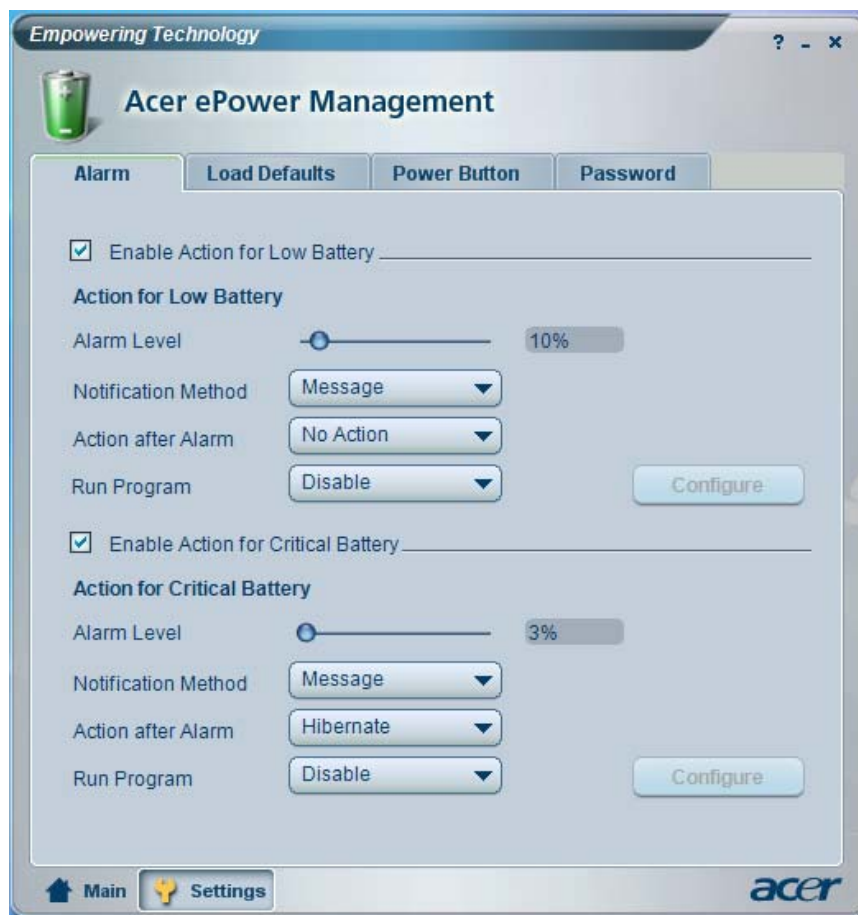 Empowering Technology
? - ×
Acer ePower Management
Alarm Load Defaults Power Button Password
Enable Action for Low Battery
Action for Low Battery
Alarm Level 10%
Notification Method Message
Action after Alarm No Action
Run Program Disable Configure
Enable Action for Critical Battery
Action for Critical Battery
Alarm Level 3%
Notification Method Message
Action after Alarm Hibernate
Run Program Disable Configure
Main Settings acer